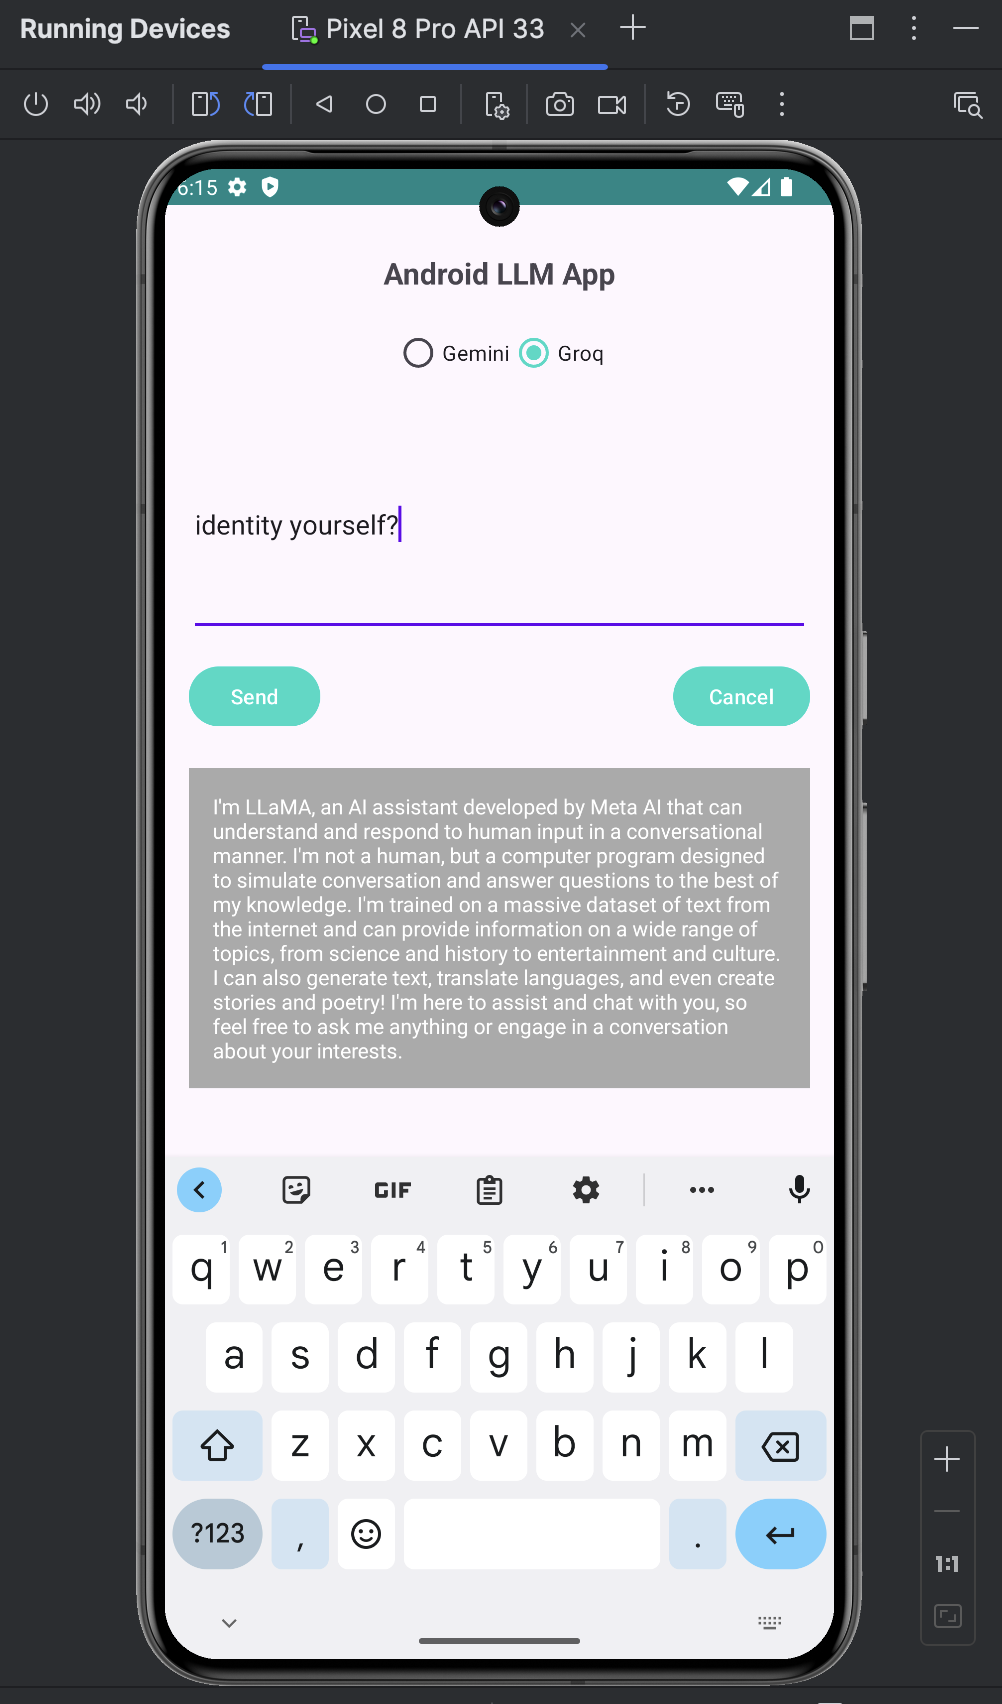 Running Devices
Pixel 8 Pro API 33
6:15
Android LLM App
Gemini
Groq
identity yourself?
Send
Cancel
I'm LLaMA, an AI assistant developed by Meta AI that can
understand and respond to human input in a conversational
manner. I'm not a human, but a computer program designed
to simulate conversation and answer questions to the best of
my knowledge. I'm trained on a massive dataset of text from
the internet and can provide information on a wide range of
topics, from science and history to entertainment and culture.
I can also generate text, translate languages, and even create
stories and poetry! I'm here to assist and chat with you, so
feel free to ask me anything or engage in a conversation
about your interests.
GIF
q 1 w 2 e 3 r 4 t 5 y 6 u 7 i 8 o 9 p 0
a s d f g h j k l
z x c v b n m
?123 , .
1:1